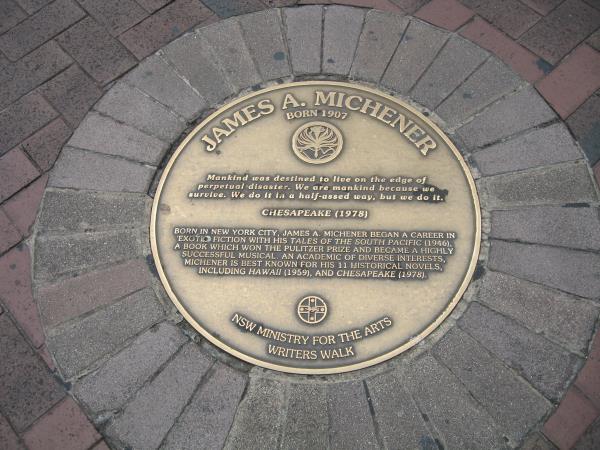 JAMES A. MICHENER
BORN 1907
Mankind was destined to live on the edge of
perpetual disaster. We are mankind because we
survive. We do it in a half-assed way, but we do it.
CHESAPEAKE (1978)
BORN IN NEW YORK CITY, JAMES A. MICHENER BEGAN A CAREER IN
'EXOTIC' FICTION WITH HIS TALES OF THE SOUTH PACIFIC (1946),
A BOOK WHICH WON THE PULITZER PRIZE AND BECAME A HIGHLY
SUCCESSFUL MUSICAL. AN ACADEMIC OF DIVERSE INTERESTS,
MICHENER IS BEST KNOWN FOR HIS 11 HISTORICAL NOVELS,
INCLUDING HAWAII (1959), AND CHESAPEAKE (1978).
NSW MINISTRY FOR THE ARTS
WRITERS WALK